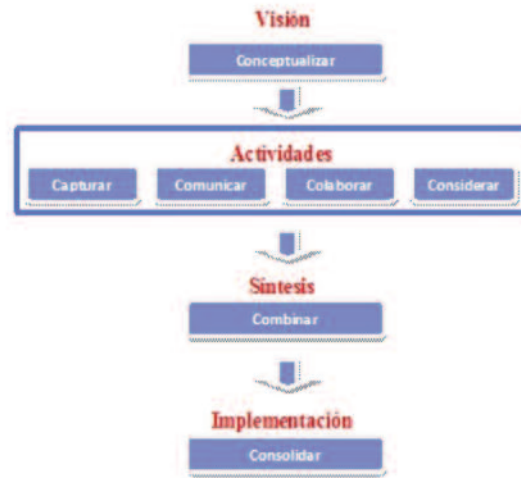 Visión
Conceptualizar
Actividades
Capturar Comunicar Colaborar Considerar
Síntesis
Combinar
Implementación
Consolidar